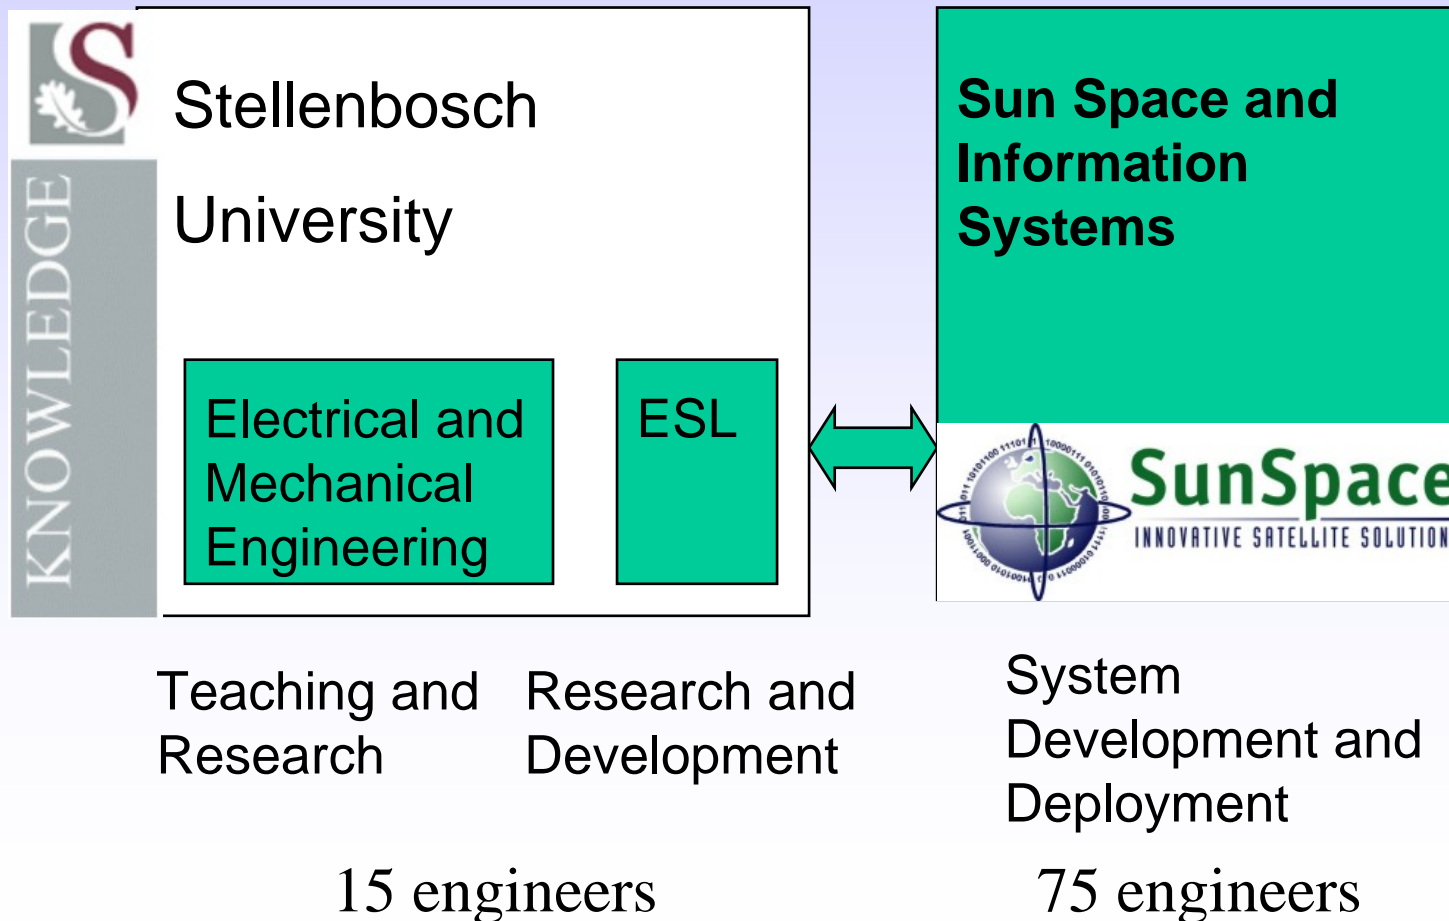 KNOWLEDGE
Stellenbosch
University
Electrical and
Mechanical
Engineering
ESL
Teaching and
Research
Research and
Development
15 engineers
Sun Space and
Information
Systems
SunSpace
INNOVATIVE SATELLITE SOLUTION
System
Development and
Deployment
75 engineers